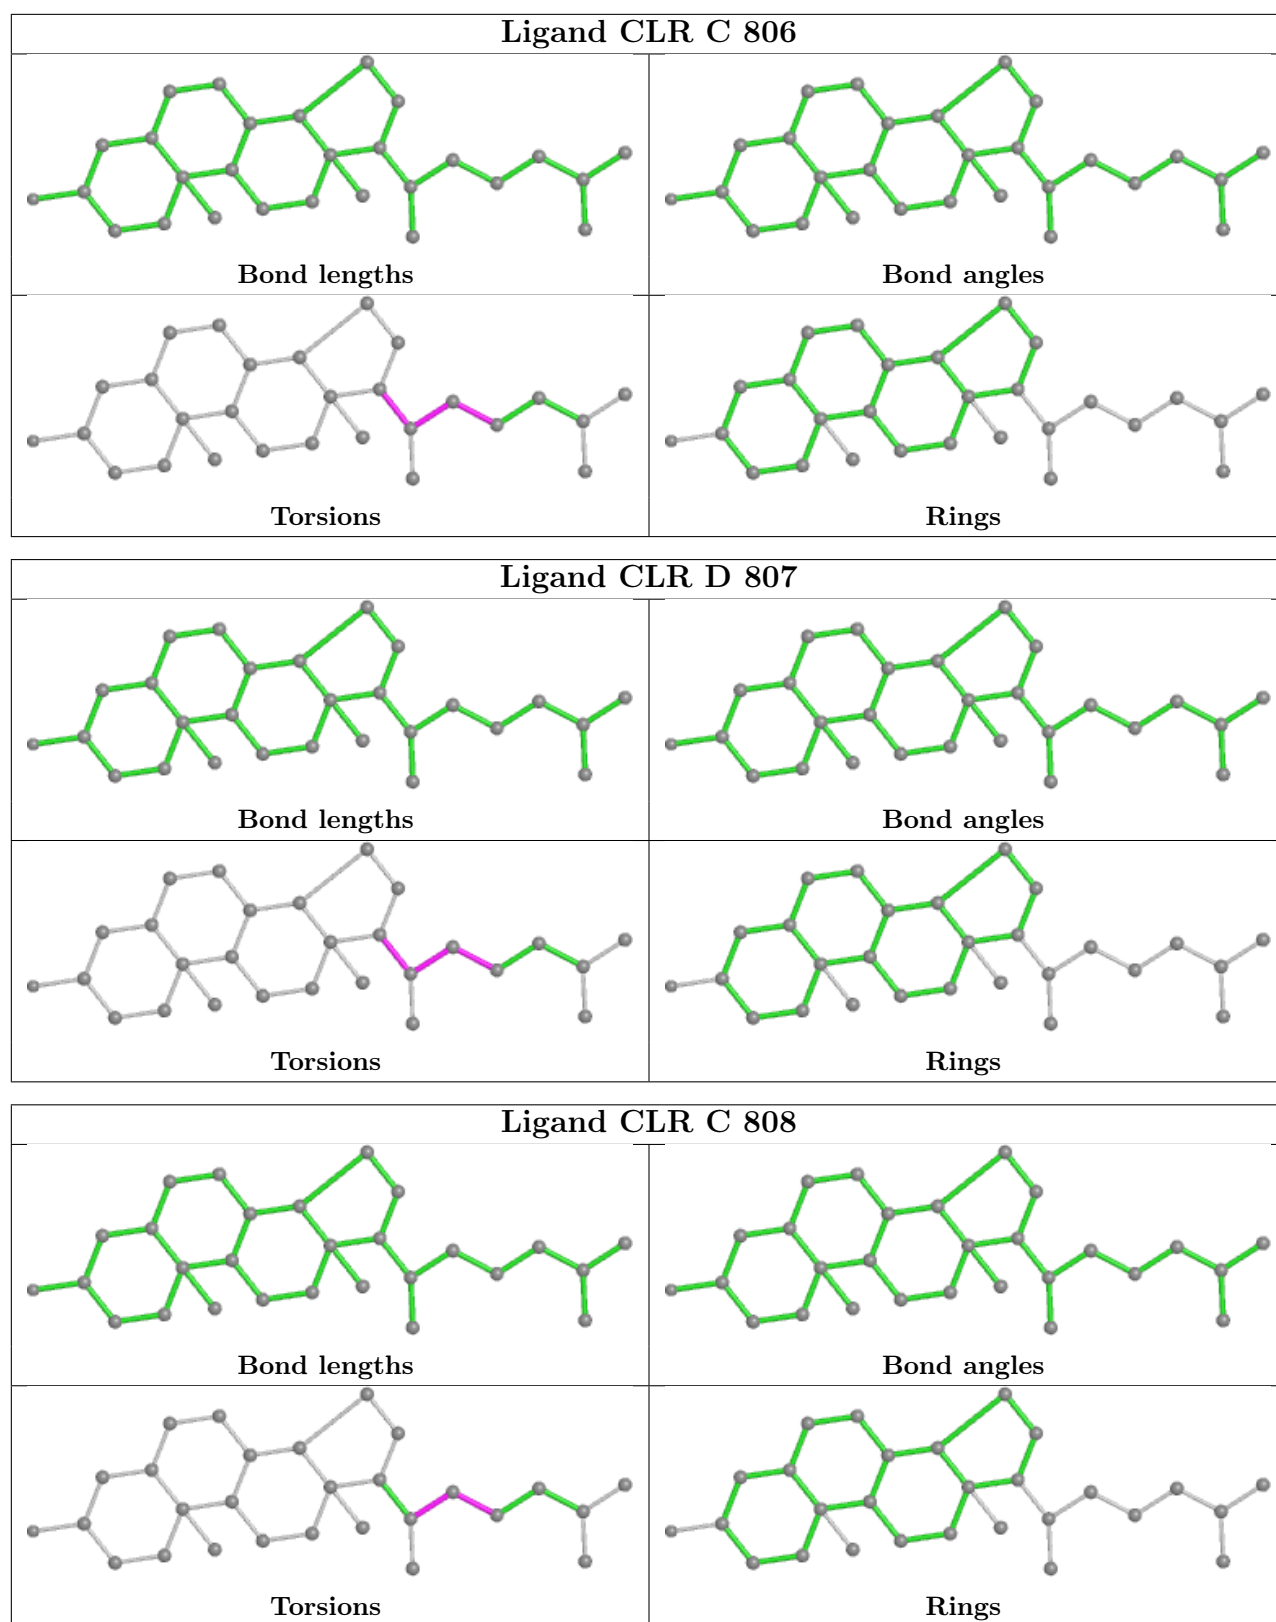 Ligand CLR C 806
Bond lengths
Bond angles
Torsions
Rings
Ligand CLR D 807
Bond lengths
Bond angles
Torsions
Rings
Ligand CLR C 808
Bond lengths
Bond angles
Torsions
Rings